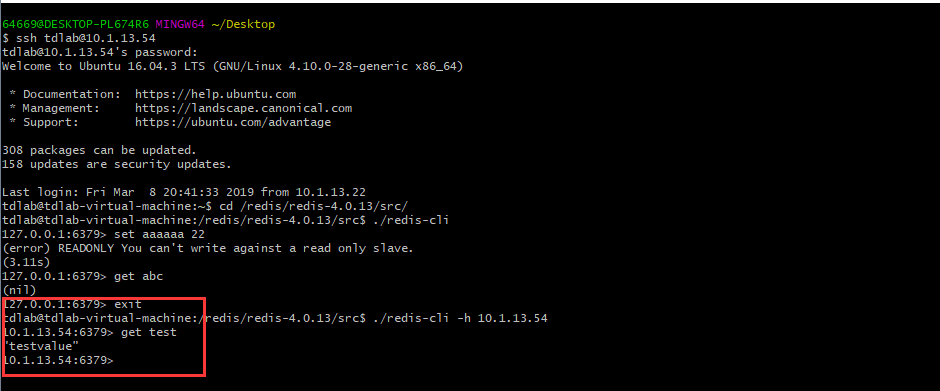 64669@DESKTOP-PL674R6 MINGW64 ~/Desktop
$ ssh tdlab@10.1.13.54
tdlab@10.1.13.54's password:
Welcome to Ubuntu 16.04.3 LTS (GNU/Linux 4.10.0-28-generic x86_64)
* Documentation:  https://help.ubuntu.com
* Management:     https://landscape.canonical.com
* Support:        https://ubuntu.com/advantage
308 packages can be updated.
158 updates are security updates.
Last login: Fri Mar  8 20:41:33 2019 from 10.1.13.22
tdlab@tdlab-virtual-machine:~$ cd /redis/redis-4.0.13/src/
tdlab@tdlab-virtual-machine:/redis/redis-4.0.13/src$ ./redis-cli
127.0.0.1:6379> set aaaaaa 22
(error) READONLY You can't write against a read only slave.
(3.11s)
127.0.0.1:6379> get abc
(nil)
127.0.0.1:6379> exit
tdlab@tdlab-virtual-machine:/redis/redis-4.0.13/src$ ./redis-cli -h 10.1.13.54
10.1.13.54:6379> get test
"testvalue"
10.1.13.54:6379>